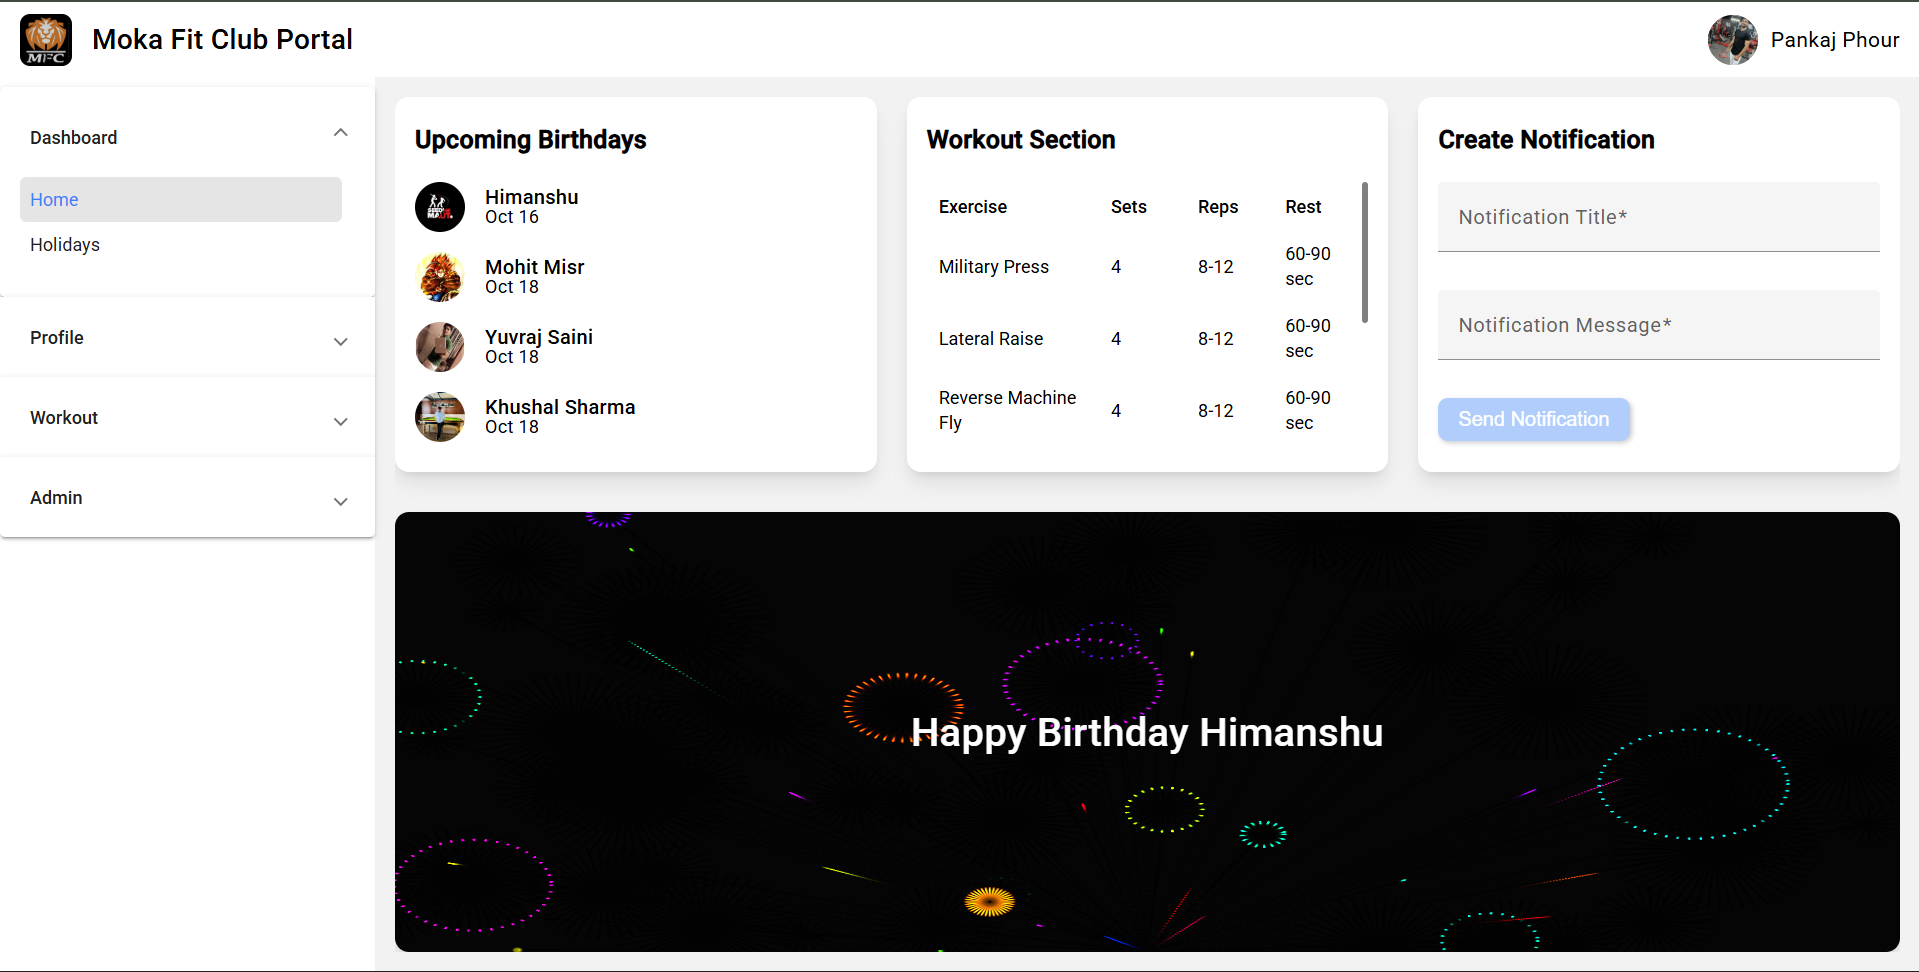 MFC
Moka Fit Club Portal
Pankaj Phour
Dashboard
Home
Holidays
Profile
Workout
Admin
Upcoming Birthdays
Himanshu
Oct 16
Mohit Misr
Oct 18
Yuvraj Saini
Oct 18
Khushal Sharma
Oct 18
Workout Section
Exercise Sets Reps Rest
Military Press 4 8-12 60-90
sec
Lateral Raise 4 8-12 60-90
sec
Reverse Machine
Fly 4 8-12 60-90
sec
Create Notification
Notification Title*
Notification Message*
Send Notification
Happy Birthday Himanshu